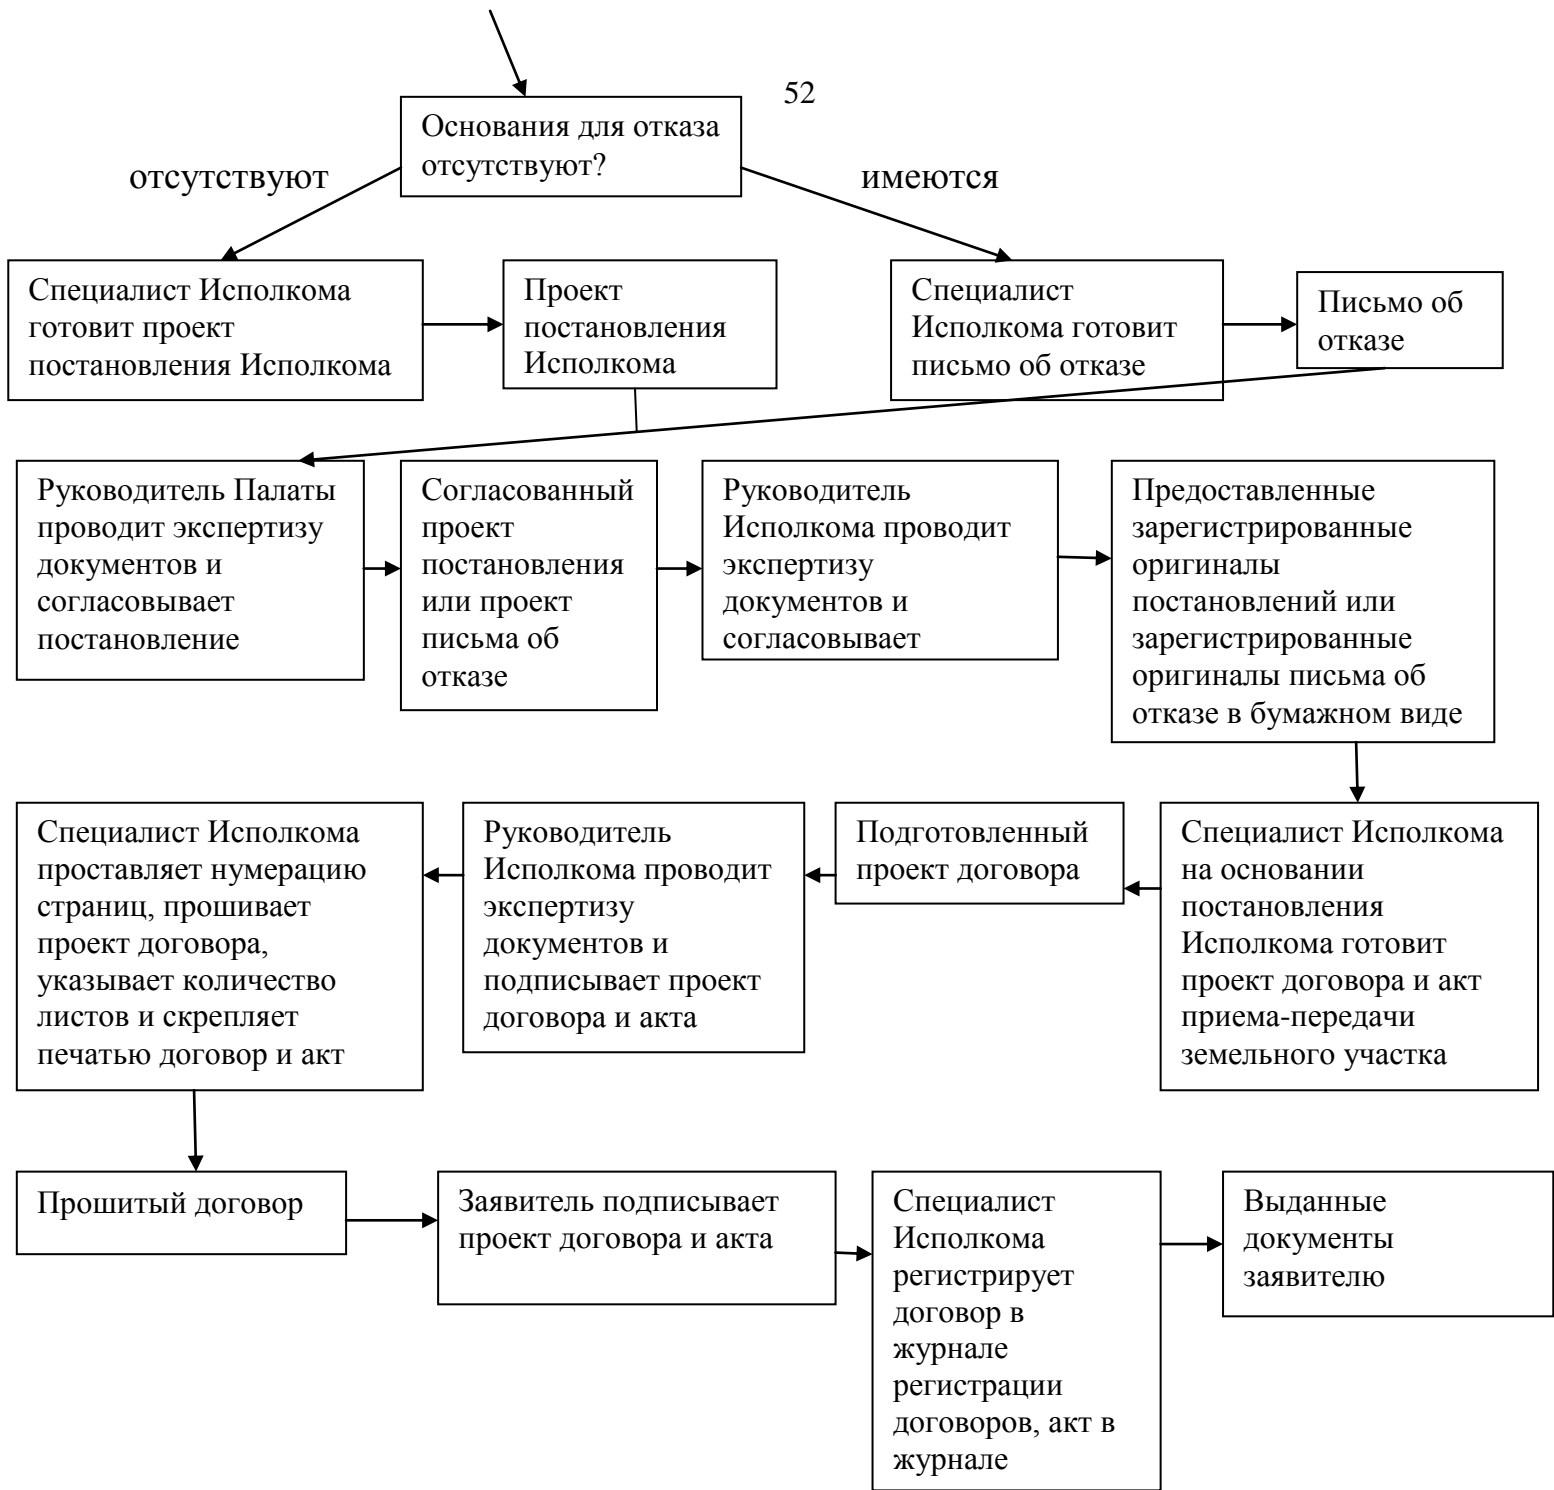 52
Основания для отказа
отсутствуют?
отсутствуют
имеются
Специалист Исполкома
готовит проект
постановления Исполкома
Проект
постановления
Исполкома
Специалист
Исполкома готовит
письмо об отказе
Письмо об
отказе
Руководитель Палаты
проводит экспертизу
документов и
согласовывает
постановление
Согласованный
проект
постановления
или проект
письма об
отказе
Руководитель
Исполкома проводит
экспертизу
документов и
согласовывает
Предоставленные
зарегистрированные
оригиналы
постановлений или
зарегистрированные
оригиналы письма об
отказе в бумажном виде
Специалист Исполкома
на основании
постановления
Исполкома готовит
проект договора и акт
приема-передачи
земельного участка
Подготовленный
проект договора
Руководитель
Исполкома проводит
экспертизу
документов и
подписывает проект
договора и акта
Специалист Исполкома
проставляет нумерацию
страниц, прошивает
проект договора,
указывает количество
листов и скрепляет
печатью договор и акт
Прошитый договор
Заявитель подписывает
проект договора и акта
Специалист
Исполкома
регистрирует
договор в
журнале
регистрации
договоров, акт в
журнале
Выданные
документы
заявителю